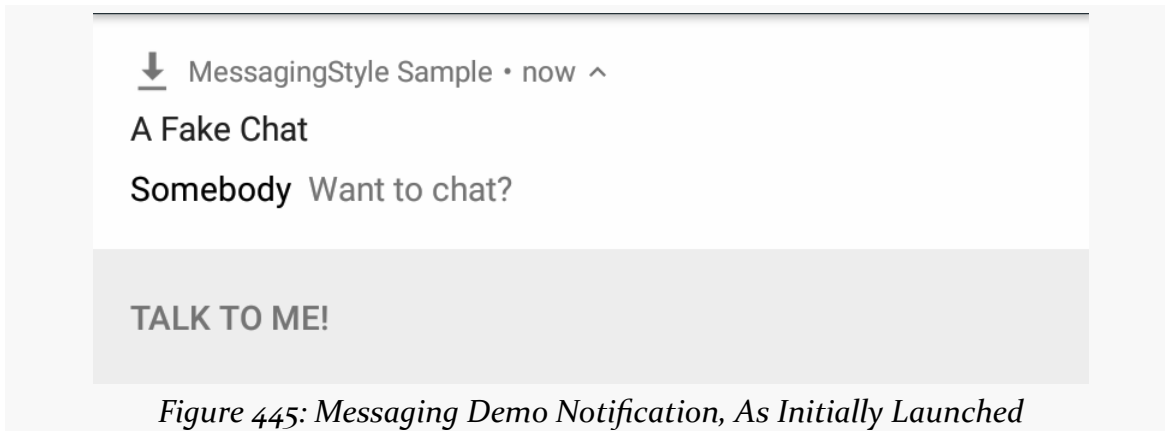 MessagingStyle Sample • now
A Fake Chat
Somebody Want to chat?
TALK TO ME!
Figure 445: Messaging Demo Notification, As Initially Launched